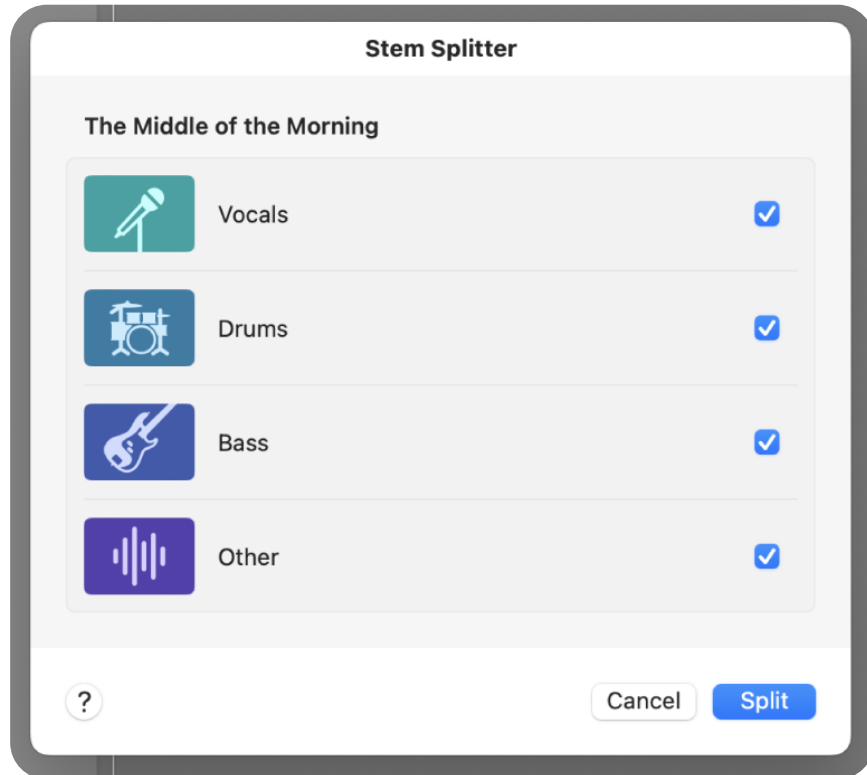 Stem Splitter
The Middle of the Morning
Vocals
Drums
Bass
Other
?
Cancel
Split